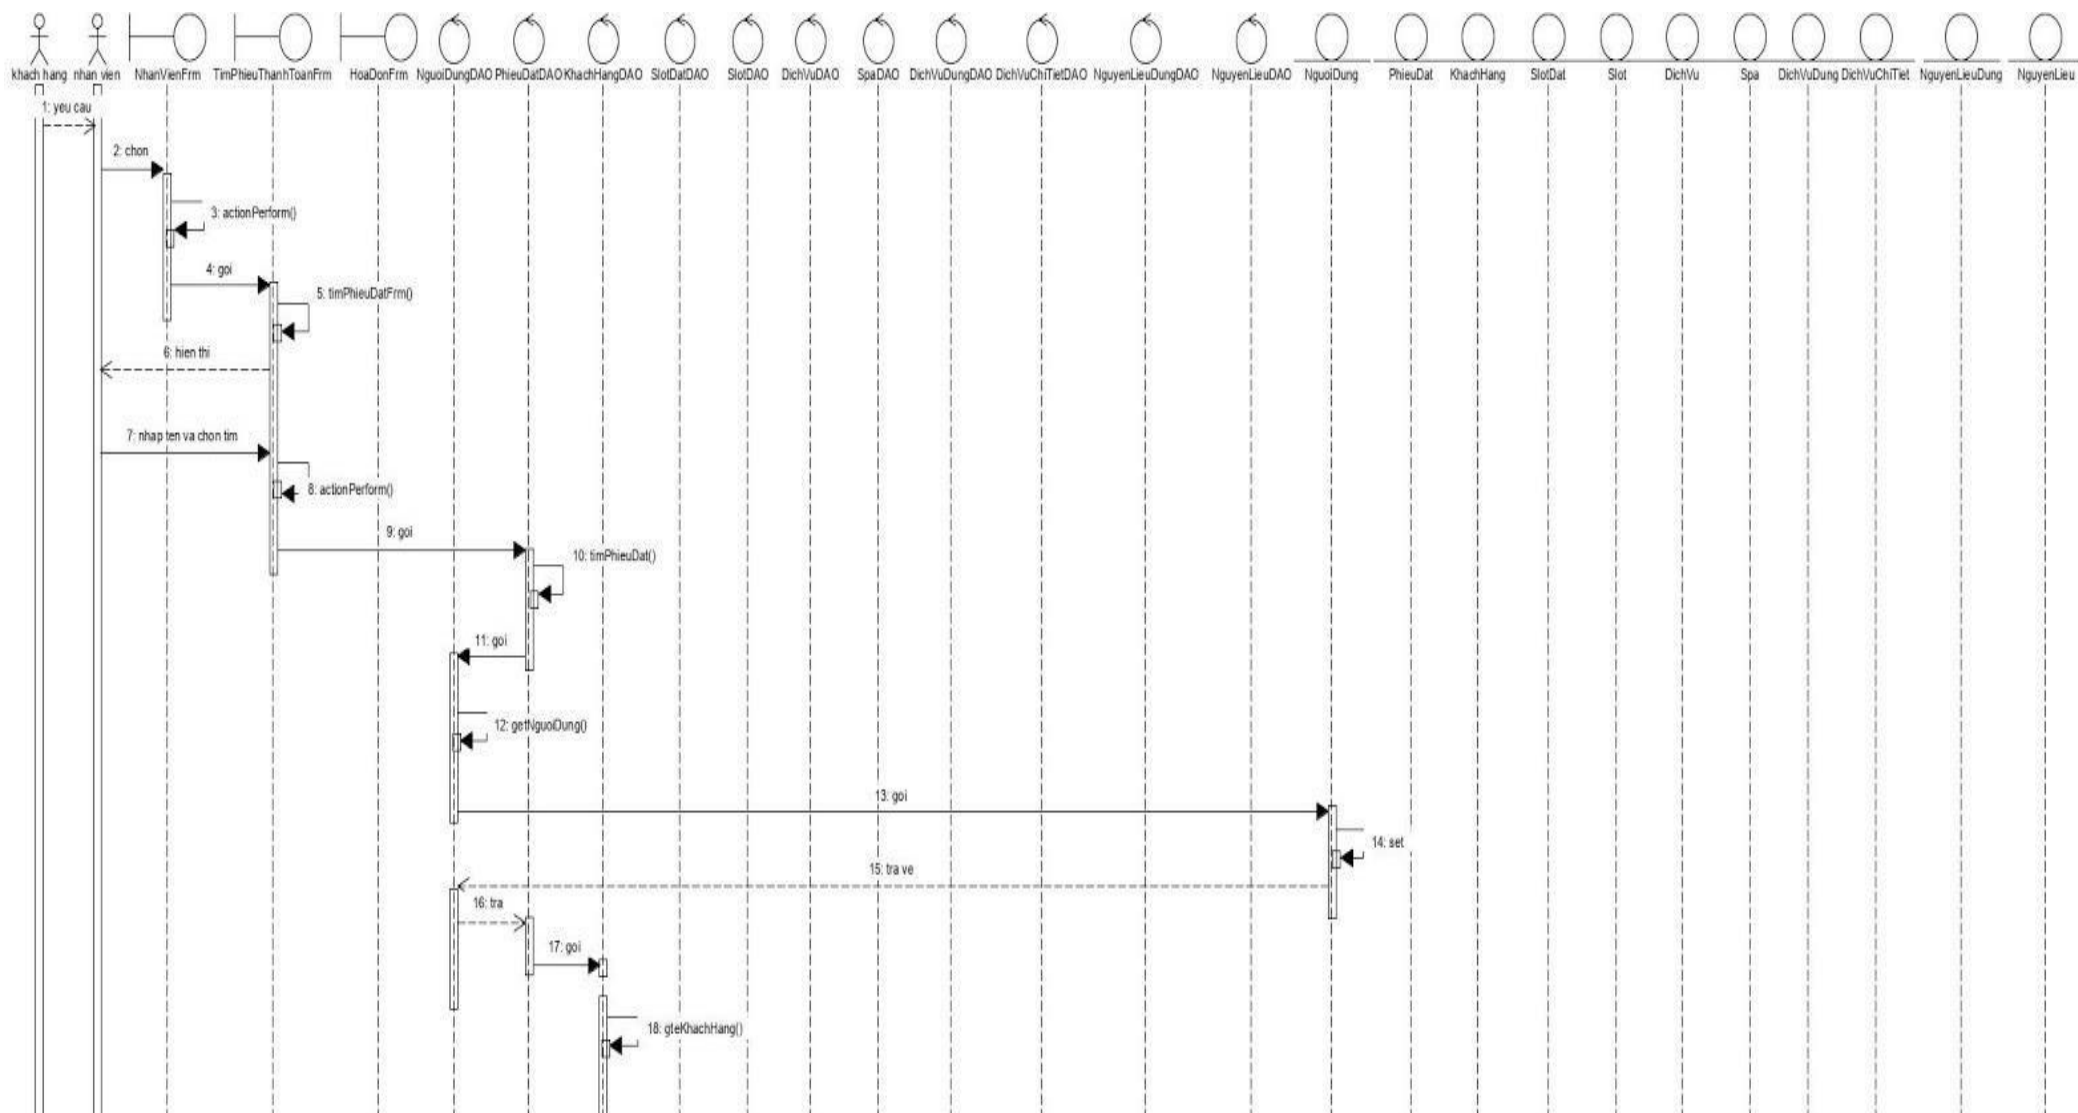 khach hang nhan vien NhanVienFrm TimPhieuThanhToanFrm HoaDonFrm NguoiDungDAO PhieuDatDAO KhachHangDAO SlotDatDAO SlotDAO DichVuDAO SpaDAO DichVuDungDAO DichVuChiTietDAO NguyenLieuDungDAO NguyenLieuDAO NguoiDung PhieuDat KhachHang SlotDat Slot DichVu Spa DichVuDung DichVuChiTiet NguyenLieuDung NguyenLieu
1: yeu cau
2: chon
3: actionPerform()
4: goi
5: timPhieuDatFrm()
6: hien thi
7: nhap ten va chon tim
8: actionPerform()
9: goi
10: timPhieuDat()
11: goi
12: getNguoiDung()
13: goi
14: set
15: tra ve
16: tra
17: goi
18: gteKhachHang()